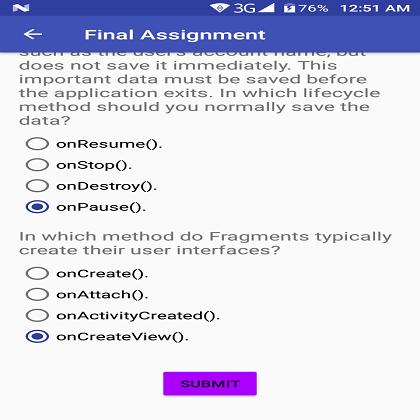 3G 76% 12:51 AM
Final Assignment
such as the user's account name, but
does not save it immediately. This
important data must be saved before
the application exits. In which lifecycle
method should you normally save the
data?
onResume().
onStop().
onDestroy().
onPause().
In which method do Fragments typically
create their user interfaces?
onCreate().
onAttach().
onActivityCreated().
onCreateView().
SUBMIT